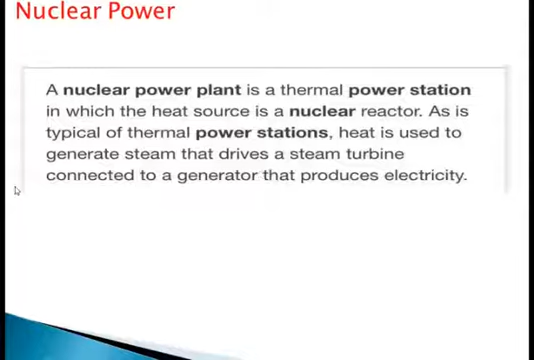 Nuclear Power
A nuclear power plant is a thermal power station
in which the heat source is a nuclear reactor. As is
typical of thermal power stations, heat is used to
generate steam that drives a steam turbine
connected to a generator that produces electricity.